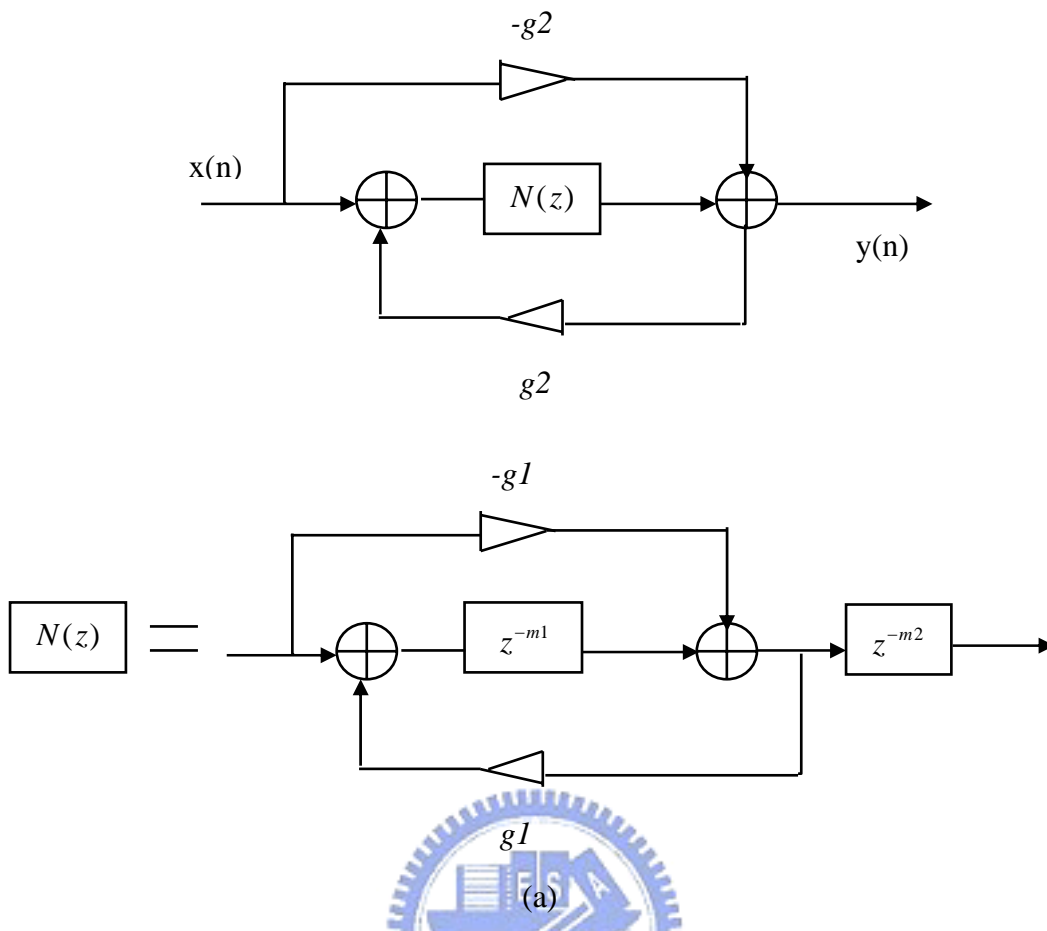 -g2
x(n)
N(z)
y(n)
g2
-g1
N(z)
z^{-m1}
z^{-m2}
g1
E S A
(a)